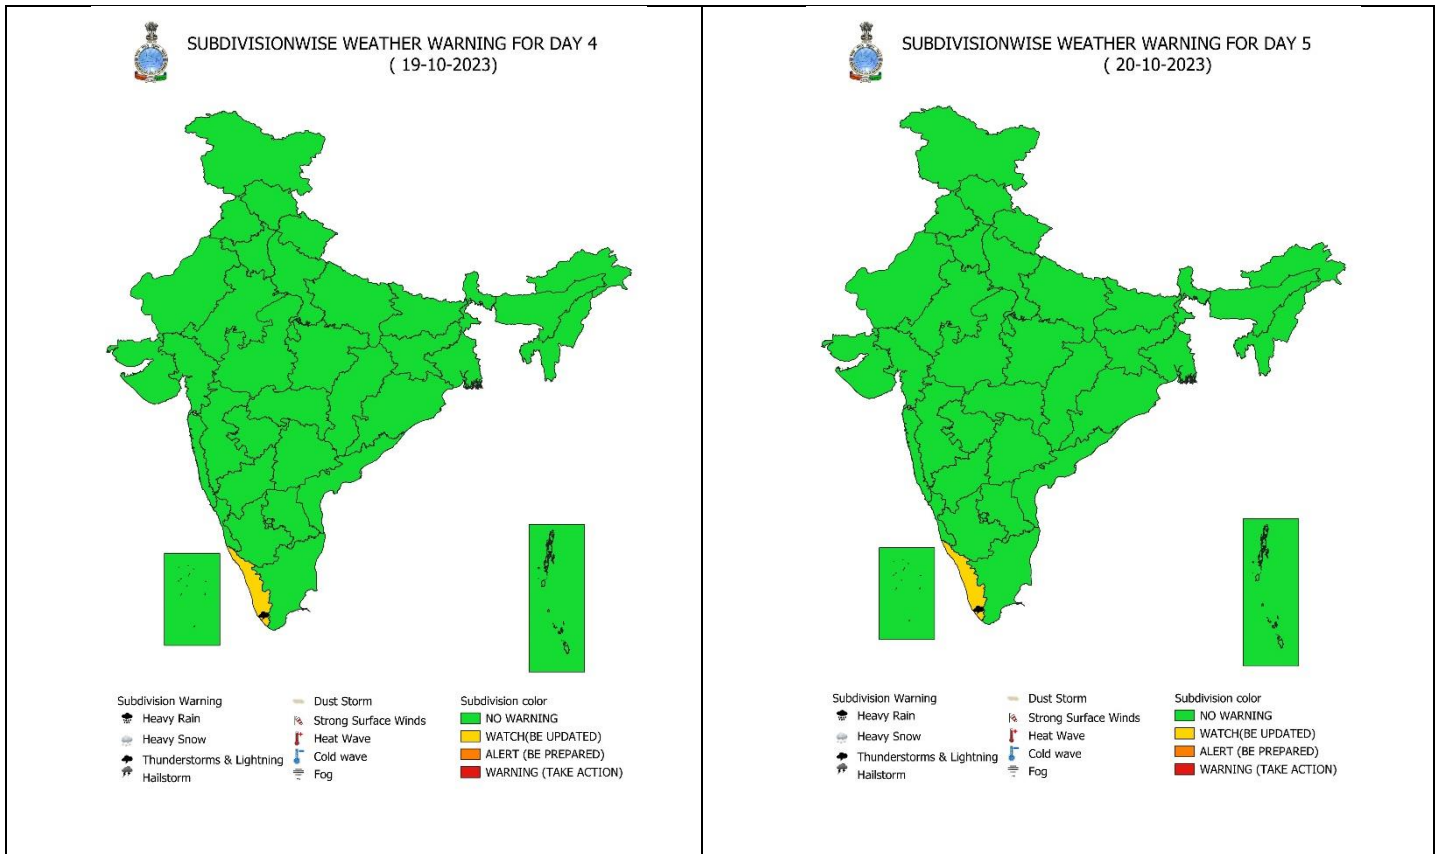 SUBDIVISIONWISE WEATHER WARNING FOR DAY 4
( 19-10-2023)
Subdivision Warning
Heavy Rain
Heavy Snow
Thunderstorms & Lightning
Hailstorm
Dust Storm
Strong Surface Winds
Heat Wave
Cold wave
Fog
Subdivision color
NO WARNING
WATCH(BE UPDATED)
ALERT (BE PREPARED)
WARNING (TAKE ACTION)
SUBDIVISIONWISE WEATHER WARNING FOR DAY 5
( 20-10-2023)
Subdivision Warning
Heavy Rain
Heavy Snow
Thunderstorms & Lightning
Hailstorm
Dust Storm
Strong Surface Winds
Heat Wave
Cold wave
Fog
Subdivision color
NO WARNING
WATCH(BE UPDATED)
ALERT (BE PREPARED)
WARNING (TAKE ACTION)